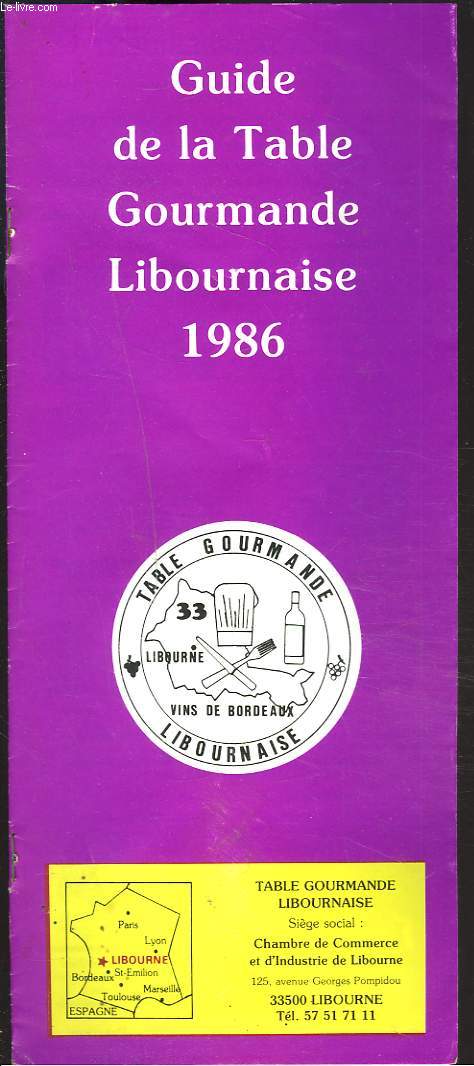 Le-livre.com
Guide
de la Table
Gourmande
Libournaise
1986
TABLE GOURMANDE
33
LIBOURNE
VINS DE BORDEAUX
LIBOURNAISE
Paris
Lyon
LIBOURNE
St-Emilion
Bordeaux
Marseille
Toulouse
ESPAGNE
TABLE GOURMANDE
LIBOURNAISE
Siège social :
Chambre de Commerce
et d'Industrie de Libourne
125, avenue Georges Pompidou
33500 LIBOURNE
Tél. 57 51 71 11